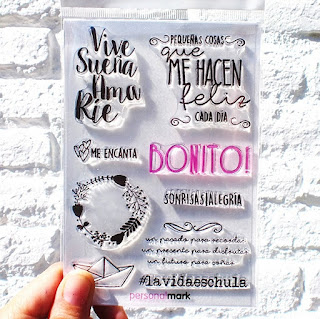 Vive
Sueña
Ama
Ríe
PEQUEÑAS COSAS
que
ME HACEN
feliz
CADA DÍA
ME ENCANTA
BONITO!
SONRISAS|ALEGRÍA
un pasado para recordar
un presente para disfrutar
un futuro para soñar
#lavidaeschula
personalmark